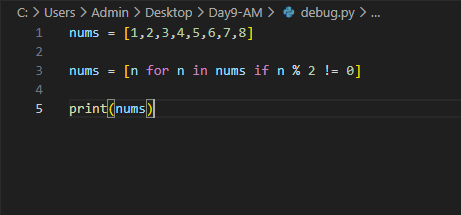 C: > Users > Admin > Desktop > Day9-AM > debug.py > ...
1 nums = [1,2,3,4,5,6,7,8]
2
3 nums = [n for n in nums if n % 2 != 0]
4
5 print(nums)